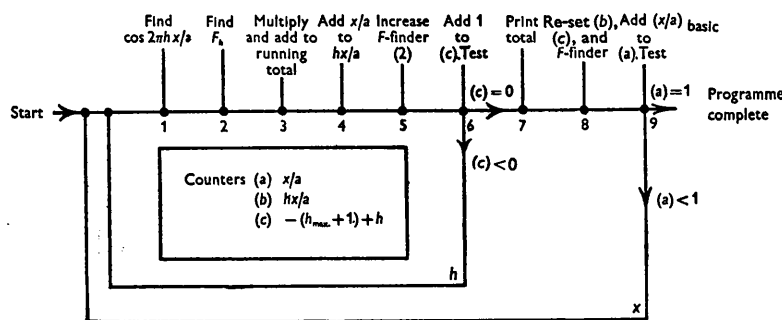 Find
cos 2πhx/a
Find
Fₕ
Multiply
and add to
running
total
Add x/a
to
hx/a
Increase
F-finder
(2)
Add 1
to
(c).Test
Print
total
Re-set (b),
(c), and
F-finder
Add (x/a) basic
to
(a).Test
Start
(c)=0
(a)=1
Programme
complete
1 2 3 4 5 6 7 8 9
(c)<0
(a)<1
Counters (a) x/a
(b) hx/a
(c) −(hmax.+1)+h
h
x